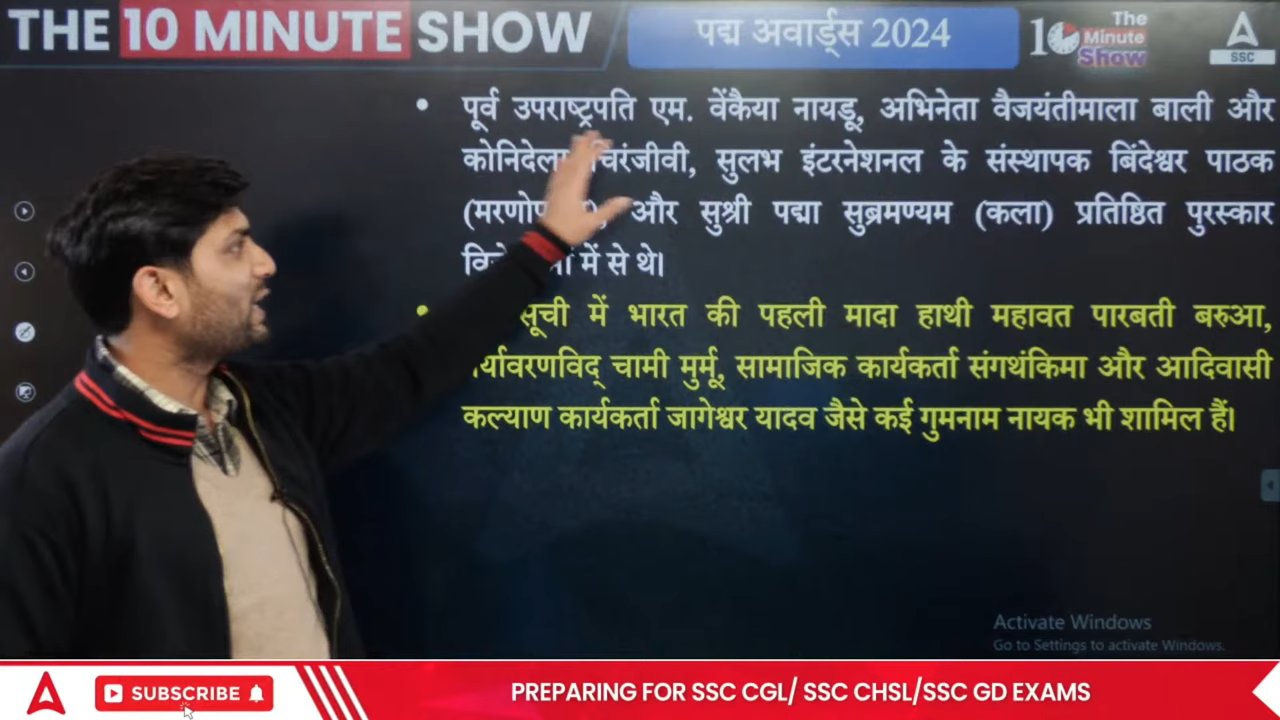 THE 10 MINUTE SHOW
पद्म अवार्ड्स 2024
The
10 Minute
Show
SSC
• पूर्व उपराष्ट्रपति एम. वेंकैया नायडू, अभिनेता वैजयंतीमाला बाली और
कोनिदेला चिरंजीवी, सुलभ इंटरनेशनल के संस्थापक बिंदेश्वर पाठक
और सुश्री पद्मा सुब्रमण्यम (कला) प्रतिष्ठित पुरस्कार
में से थे।
• सूची में भारत की पहली मादा हाथी महावत पारबती बरुआ,
चामी मुर्मू, सामाजिक कार्यकर्ता संगथंकिमा और आदिवासी
कल्याण कार्यकर्ता जागेश्वर यादव जैसे कई गुमनाम नायक भी शामिल हैं।
Activate Windows
Go to Settings to activate Windows.
SUBSCRIBE
PREPARING FOR SSC CGL/ SSC CHSL/SSC GD EXAMS